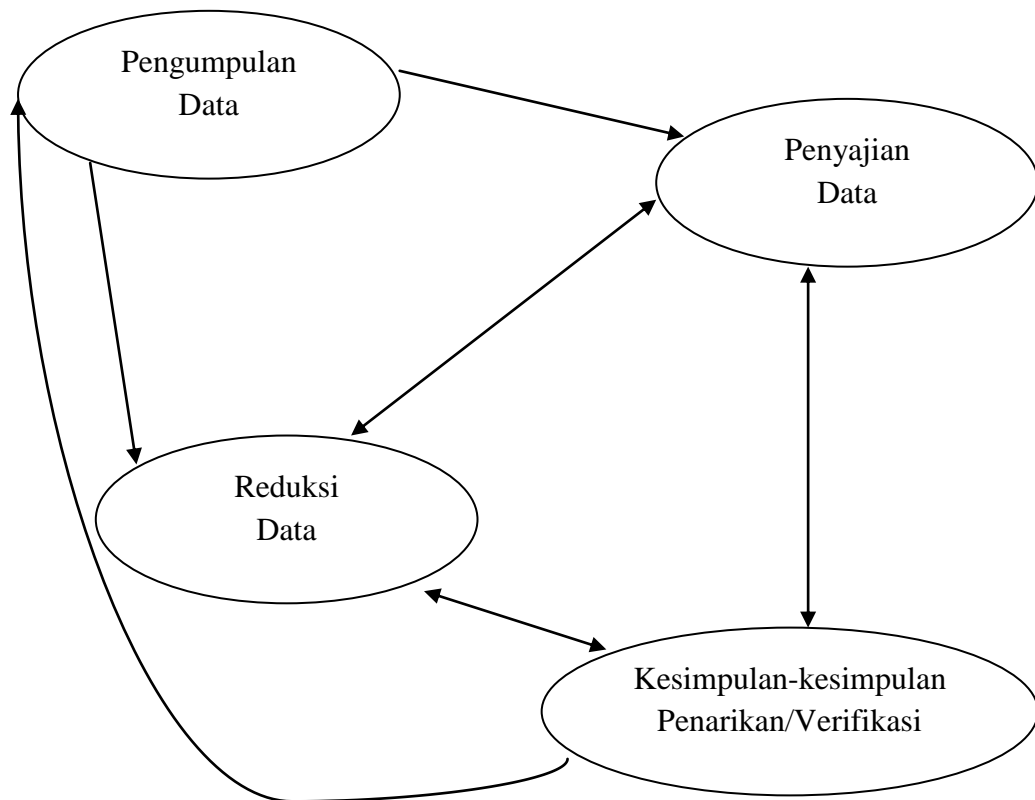 Pengumpulan
Data
Penyajian
Data
Reduksi
Data
Kesimpulan-kesimpulan
Penarikan/Verifikasi